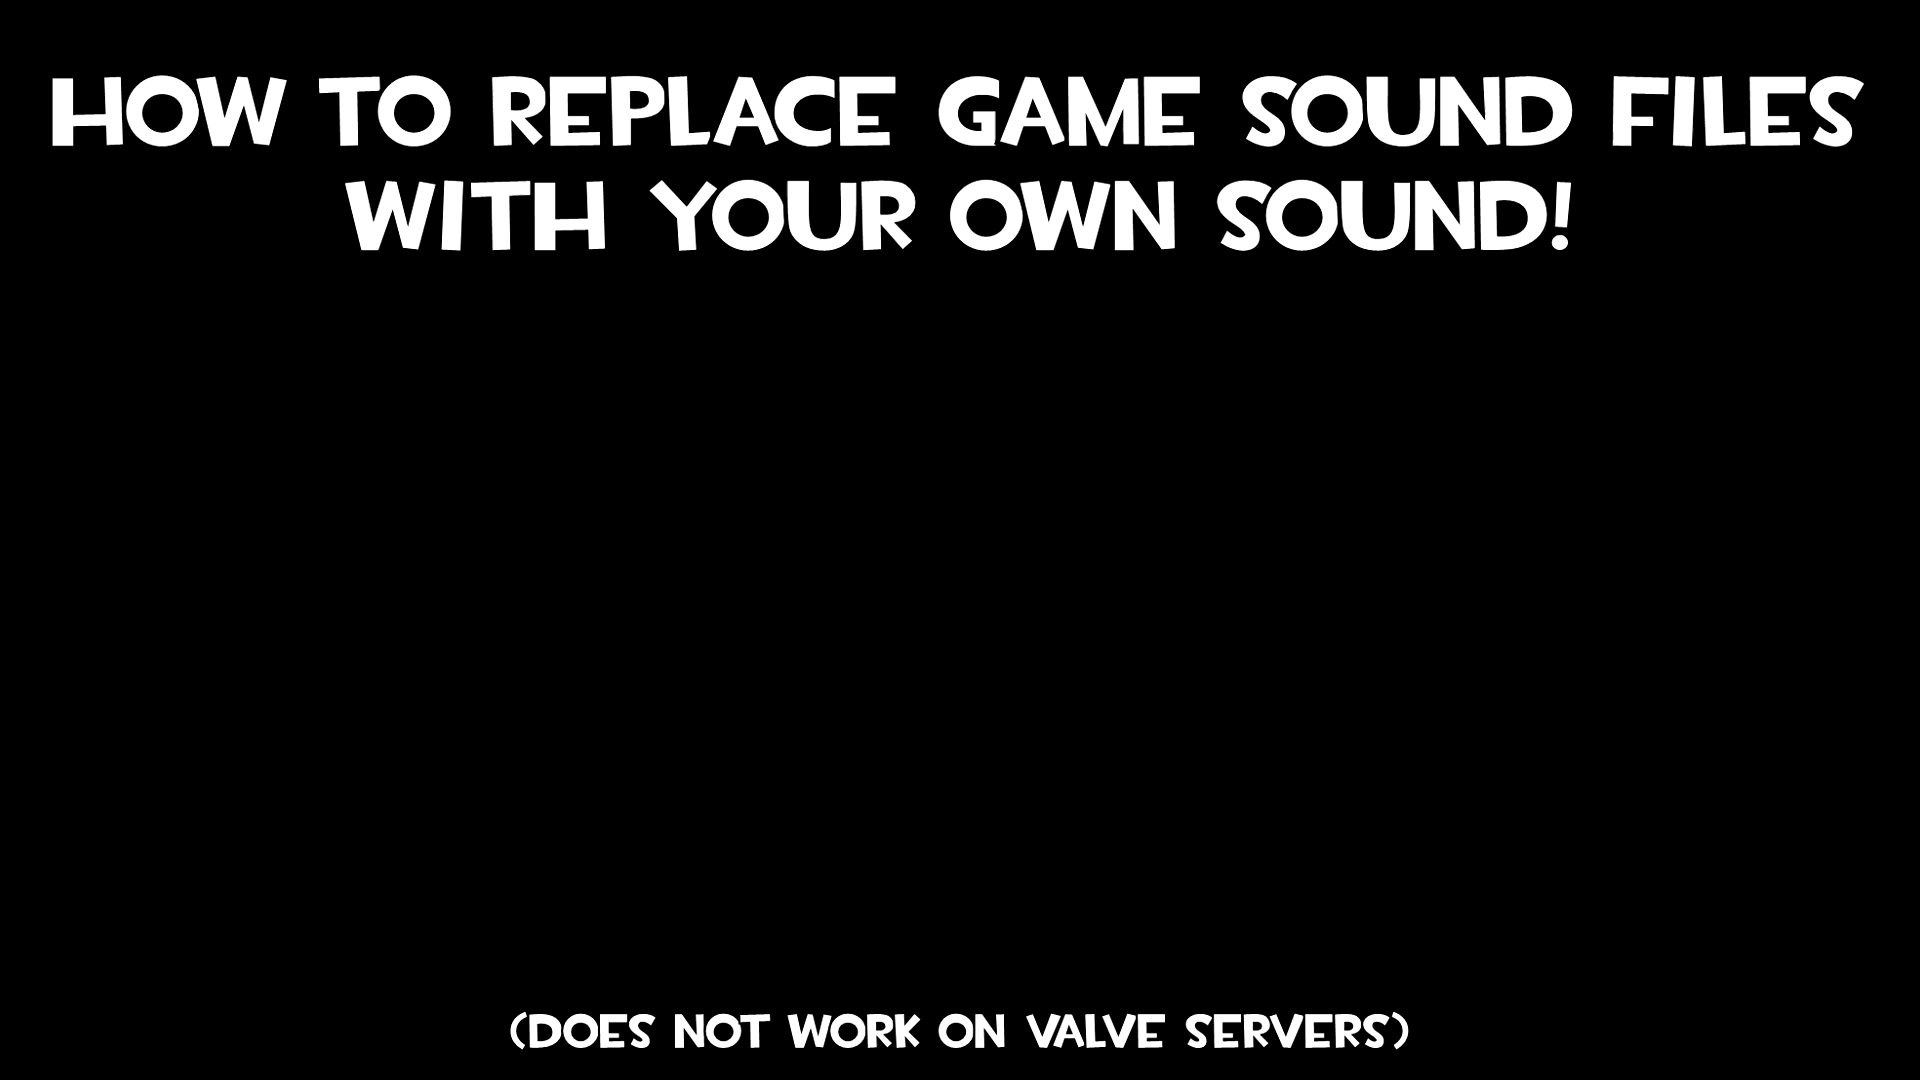 HOW TO REPLACE GAME SOUND FILES
WITH YOUR OWN SOUND!
(DOES NOT WORK ON VALVE SERVERS)